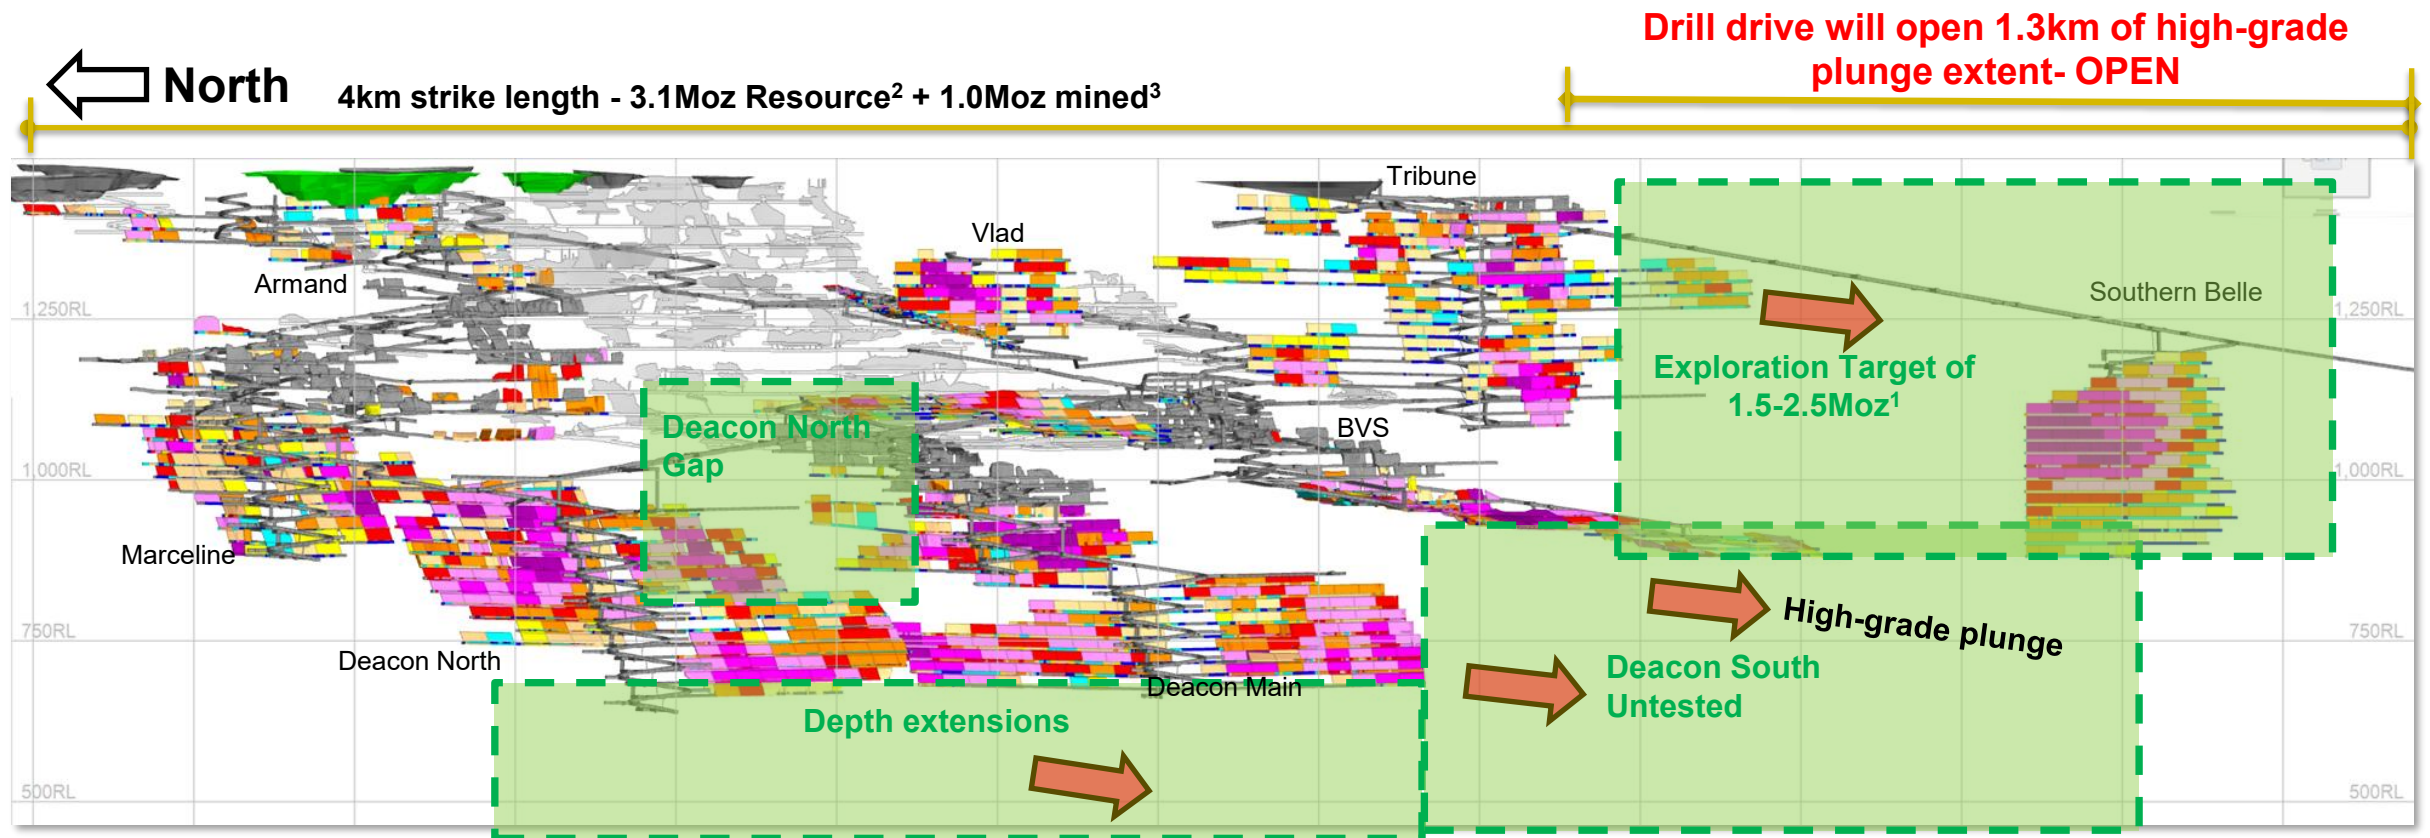 Drill drive will open 1.3km of high-grade
plunge extent- OPEN
North
4km strike length - 3.1Moz Resource² + 1.0Moz mined³
Tribune
Vlad
Armand
Southern Belle
1,250RL
1,250RL
Exploration Target of
1.5-2.5Moz¹
Deacon North
Gap
BVS
1,000RL
1,000RL
Marceline
High-grade plunge
750RL
750RL
Deacon North
Deacon South
Untested
Deacon Main
Depth extensions
500RL
500RL